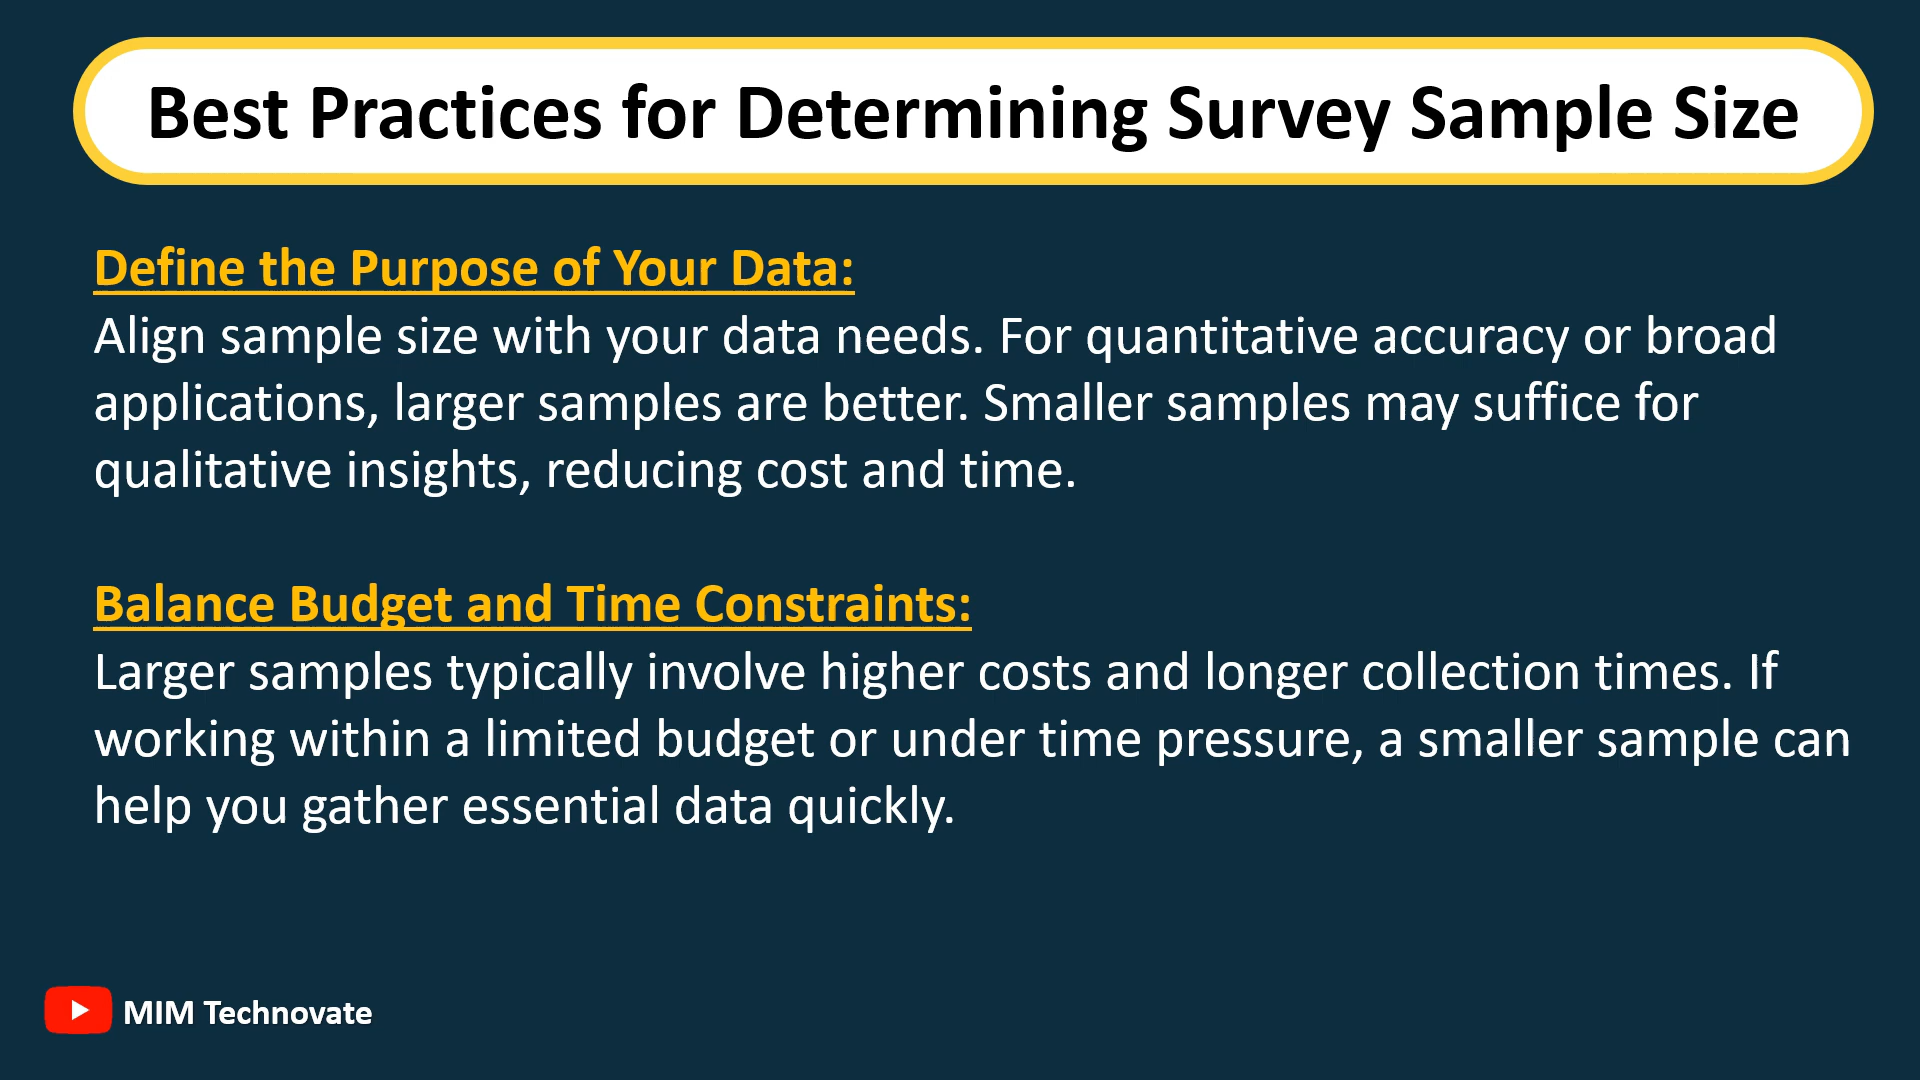 Best Practices for Determining Survey Sample Size
Define the Purpose of Your Data:
Align sample size with your data needs. For quantitative accuracy or broad
applications, larger samples are better. Smaller samples may suffice for
qualitative insights, reducing cost and time.
Balance Budget and Time Constraints:
Larger samples typically involve higher costs and longer collection times. If
working within a limited budget or under time pressure, a smaller sample can
help you gather essential data quickly.
MIM Technovate